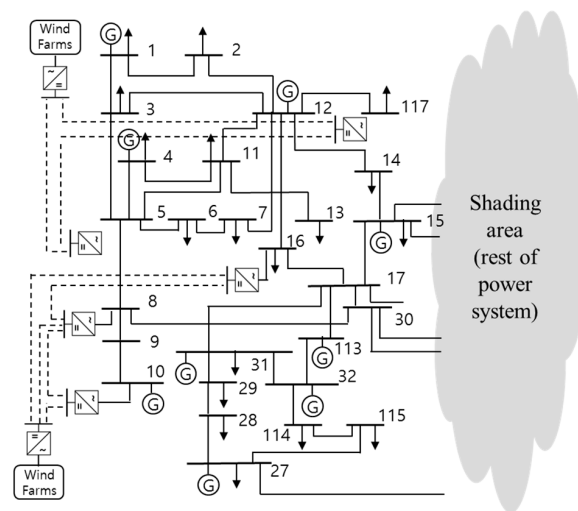 Wind
Farms
G
1
2
~
=
3
G
12
117
G
4
11
= ~
14
5
6
7
13
15
G
= ~
16
Shading
area
(rest of
power
system)
= ~
17
8
= ~
30
9
31
113
G
10
G
29
32
G
= ~
G
28
114
115
=
~
27
G
Wind
Farms